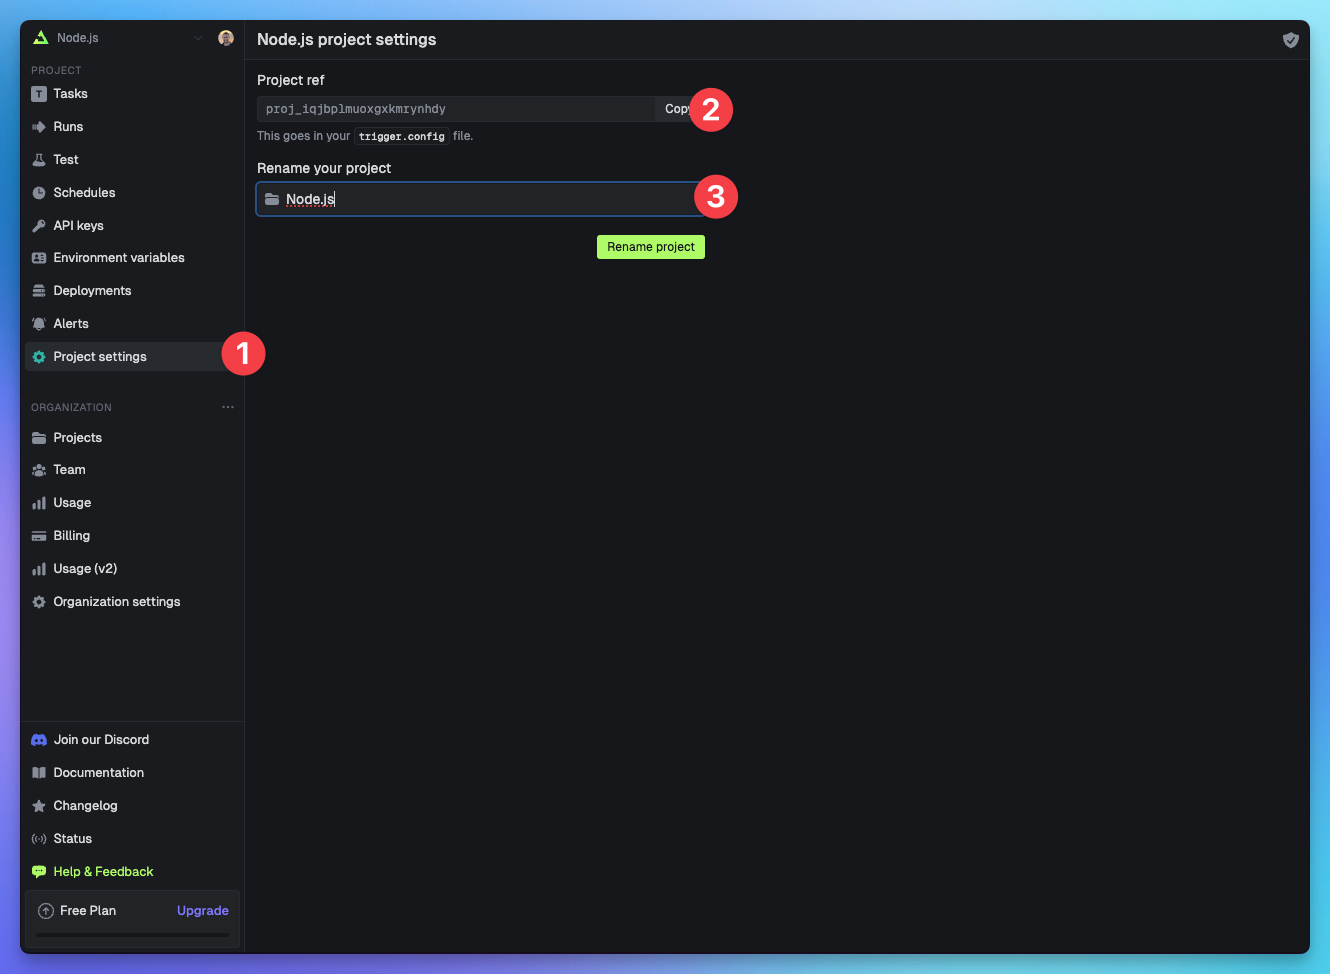 Node.js
PROJECT
T Tasks
Runs
Test
Schedules
API keys
Environment variables
Deployments
Alerts
Project settings
1
ORGANIZATION
Projects
Team
Usage
Billing
Usage (v2)
Organization settings
Join our Discord
Documentation
Changelog
Status
Help & Feedback
Free Plan Upgrade
Node.js project settings
Project ref
proj_iqjbplmuoxgxkmrynhdy Copy 2
This goes in your trigger.config file.
Rename your project
Node.js 3
Rename project